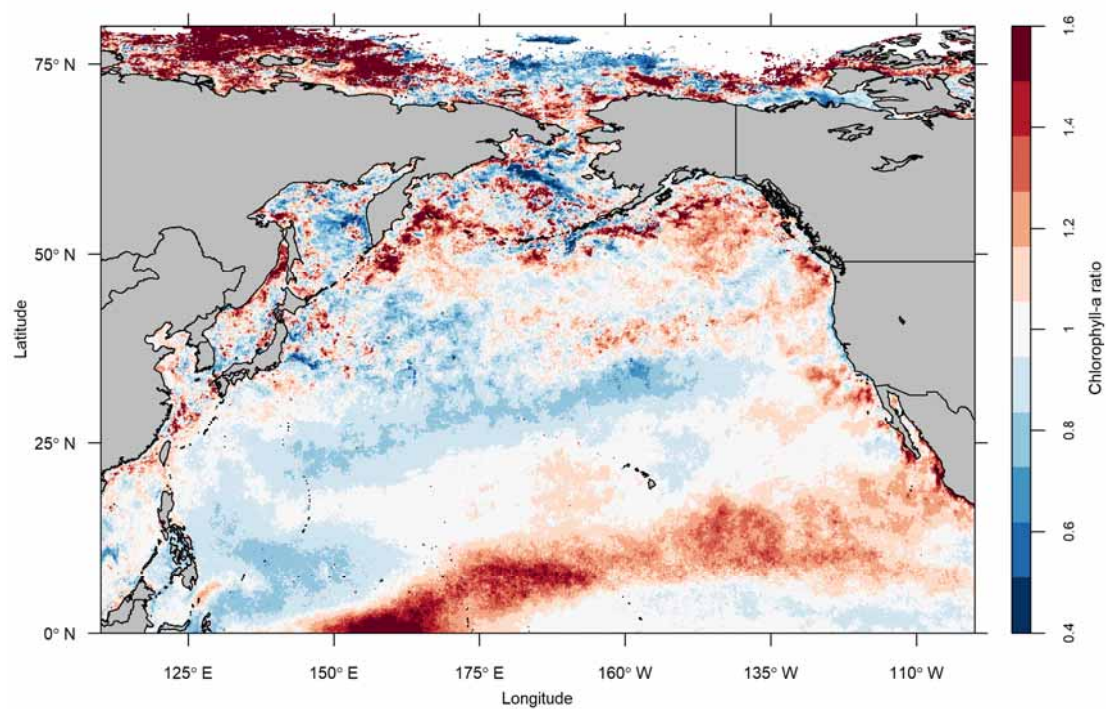 75° N
50° N
25° N
0° N
Latitude
125° E
150° E
175° E
160° W
135° W
110° W
Longitude
1.6
1.4
1.2
1
0.8
0.6
0.4
Chlorophyll-a ratio